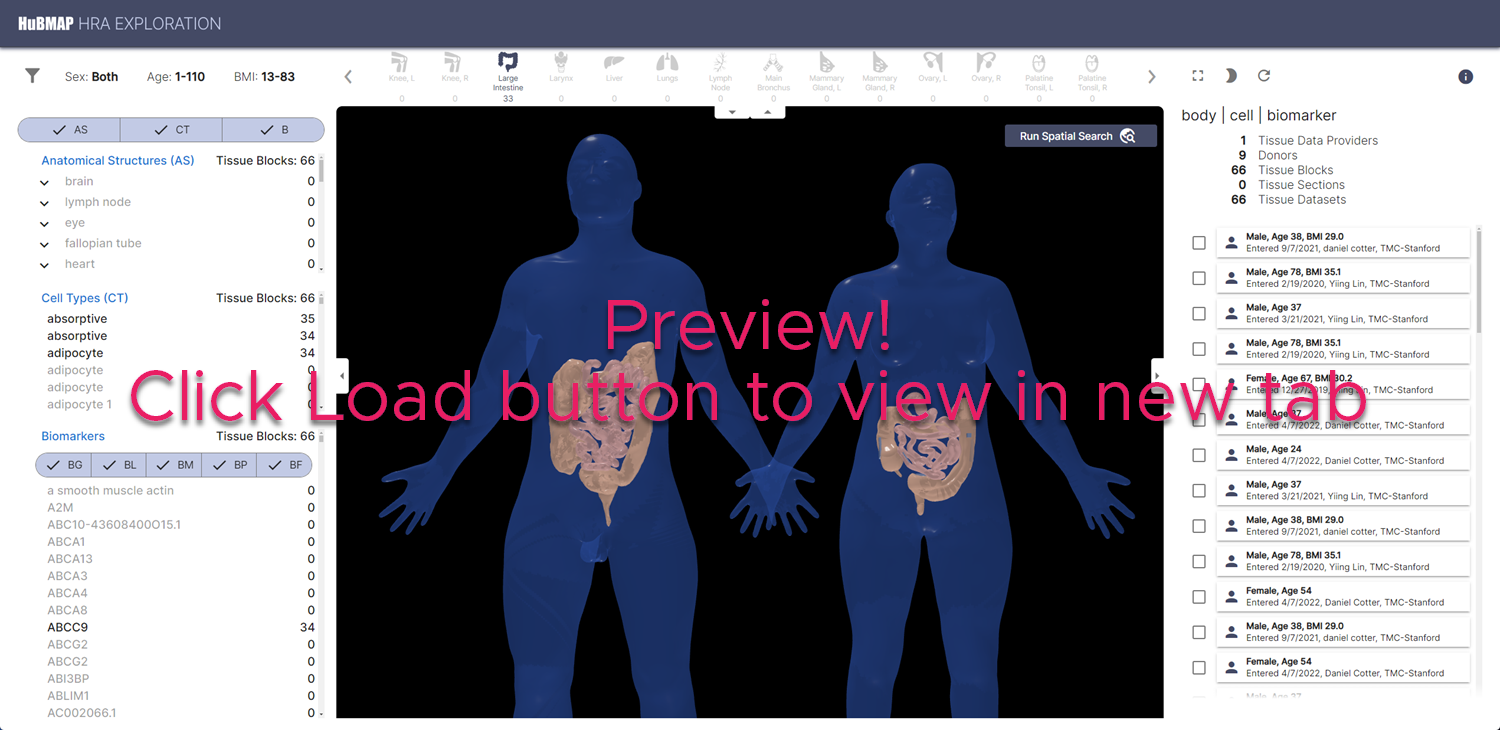 HuBMAP HRA EXPLORATION
Sex: Both Age: 1-110 BMI: 13-83
Knee, L
0
Knee, R
0
Large Intestine
33
Larynx
0
Liver
0
Lungs
0
Lymph Node
0
Main Bronchus
0
Mammary Gland, L
0
Mammary Gland, R
0
Ovary, L
0
Ovary, R
0
Palatine Tonsil, L
0
Palatine Tonsil, R
0
AS CT B
Anatomical Structures (AS) Tissue Blocks: 66
brain 0
lymph node 0
eye 0
fallopian tube 0
heart 0
Cell Types (CT) Tissue Blocks: 66
absorptive 35
absorptive 34
adipocyte 34
adipocyte 0
adipocyte
adipocyte 1 0
Biomarkers Tissue Blocks: 66
BG BL BM BP BF
a smooth muscle actin 0
A2M 0
ABC10-43608400O15.1 0
ABCA1 0
ABCA13 0
ABCA3 0
ABCA4 0
ABCA8 0
ABCC9 34
ABCG2 0
ABCG2 0
ABI3BP 0
ABLIM1 0
AC002066.1 0
Run Spatial Search
Preview!
Click Load button to view in new tab
body | cell | biomarker
1 Tissue Data Providers
9 Donors
66 Tissue Blocks
0 Tissue Sections
66 Tissue Datasets
Male, Age 38, BMI 29.0
Entered 9/7/2021, daniel cotter, TMC-Stanford
Male, Age 78, BMI 35.1
Entered 2/19/2020, Yiing Lin, TMC-Stanford
Male, Age 37
Entered 3/21/2021, Yiing Lin, TMC-Stanford
Male, Age 78, BMI 35.1
Entered 2/19/2020, Yiing Lin, TMC-Stanford
Female, Age 67, BMI 30.2
Entered 12/27/2019, Yiing Lin, TMC-Stanford
Male, Age 37
Entered 4/7/2022, Daniel Cotter, TMC-Stanford
Male, Age 24
Entered 4/7/2022, Daniel Cotter, TMC-Stanford
Male, Age 37
Entered 3/21/2021, Yiing Lin, TMC-Stanford
Male, Age 38, BMI 29.0
Entered 9/7/2021, daniel cotter, TMC-Stanford
Male, Age 78, BMI 35.1
Entered 2/19/2020, Yiing Lin, TMC-Stanford
Female, Age 54
Entered 4/7/2022, Daniel Cotter, TMC-Stanford
Male, Age 38, BMI 29.0
Entered 9/7/2021, daniel cotter, TMC-Stanford
Female, Age 54
Entered 4/7/2022, Daniel Cotter, TMC-Stanford
Male, Age 37